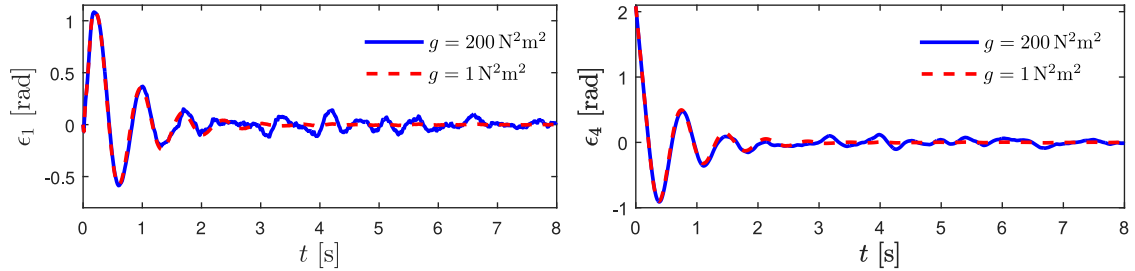 1
0.5
0
-0.5
ϵ₁ [rad]
g = 200 N²m²
g = 1 N²m²
0 1 2 3 4 5 6 7 8
t [s]
2
1
0
-1
ϵ₄ [rad]
g = 200 N²m²
g = 1 N²m²
0 1 2 3 4 5 6 7 8
t [s]